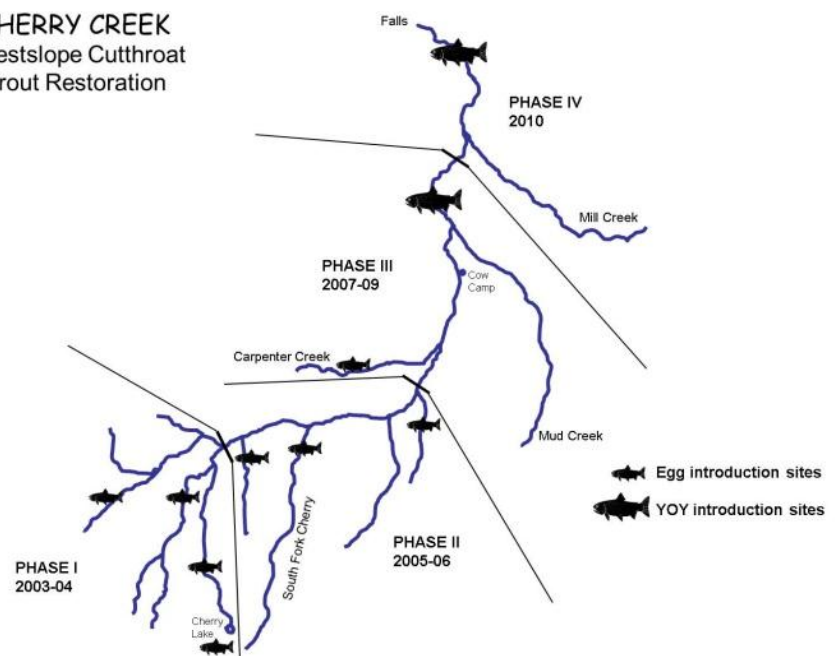 HERRY CREEK
estslope Cutthroat
rout Restoration
Falls
PHASE IV
2010
Mill Creek
PHASE III
2007-09
Cow
Camp
Carpenter Creek
Mud Creek
Egg introduction sites
YOY introduction sites
South Fork Cherry
PHASE II
2005-06
PHASE I
2003-04
Cherry
Lake